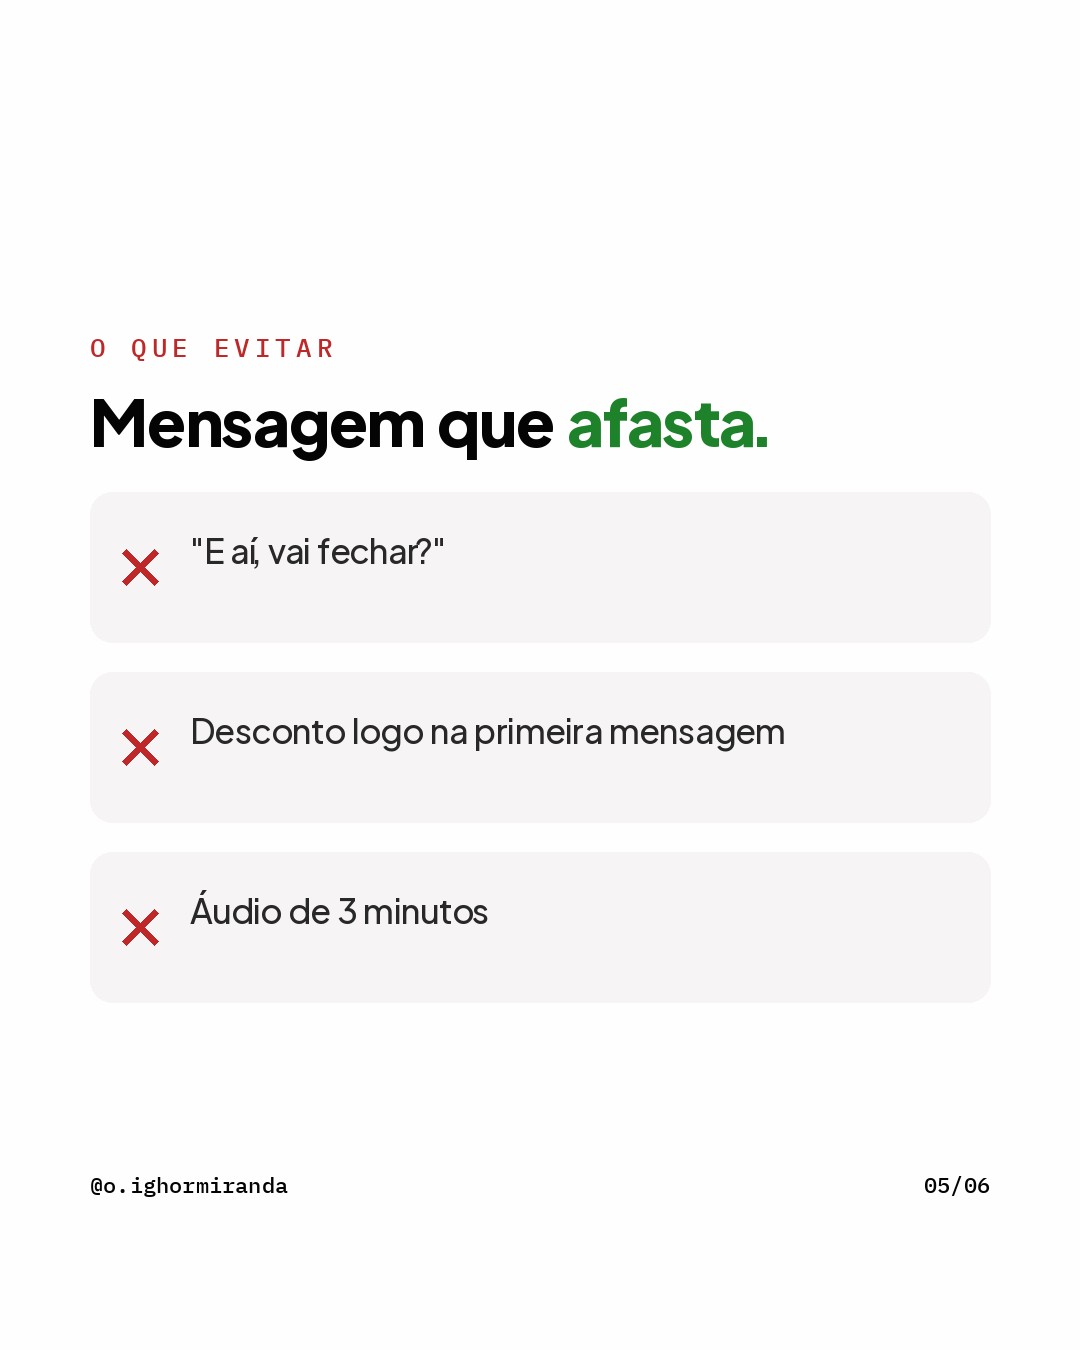 O QUE EVITAR
Mensagem que afasta.
"E aí, vai fechar?"
Desconto logo na primeira mensagem
Áudio de 3 minutos
@o.ighormiranda
05/06